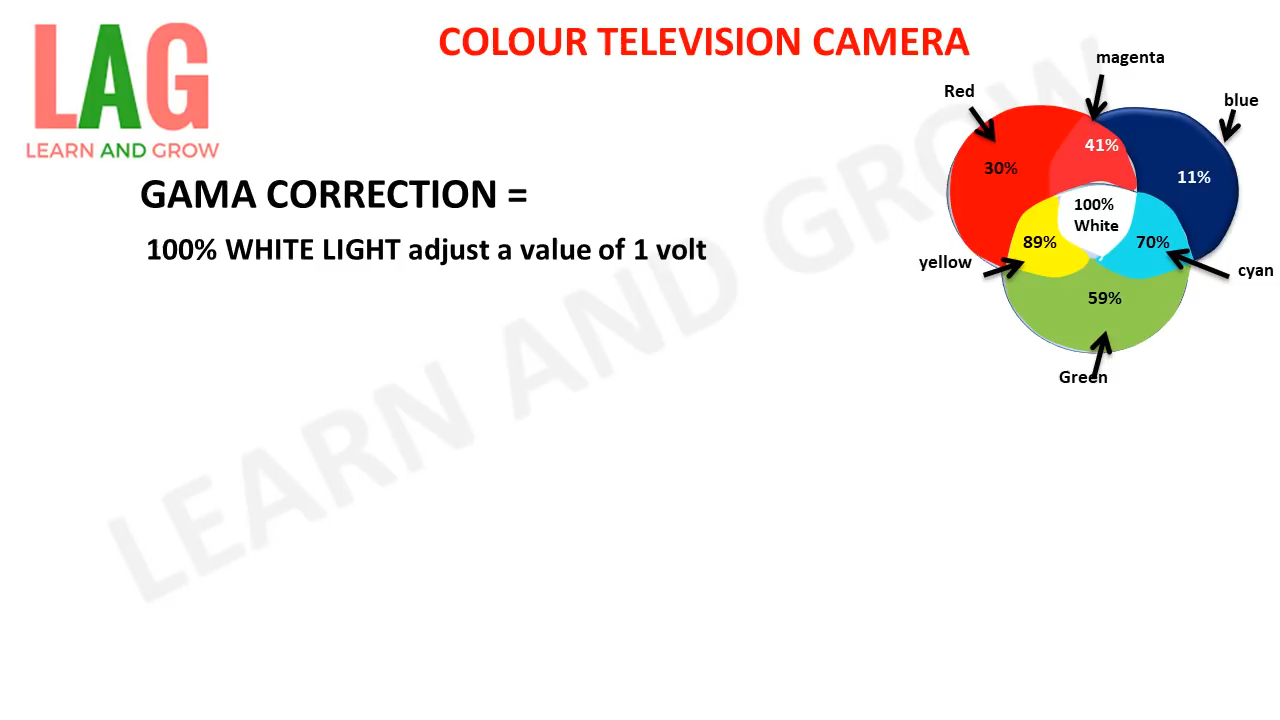 LAG
LEARN AND GROW
COLOUR TELEVISION CAMERA
GAMA CORRECTION =
100% WHITE LIGHT adjust a value of 1 volt
magenta
Red
blue
41%
30%
11%
100%
White
89%
70%
yellow
cyan
59%
Green
LEARN AND GROW